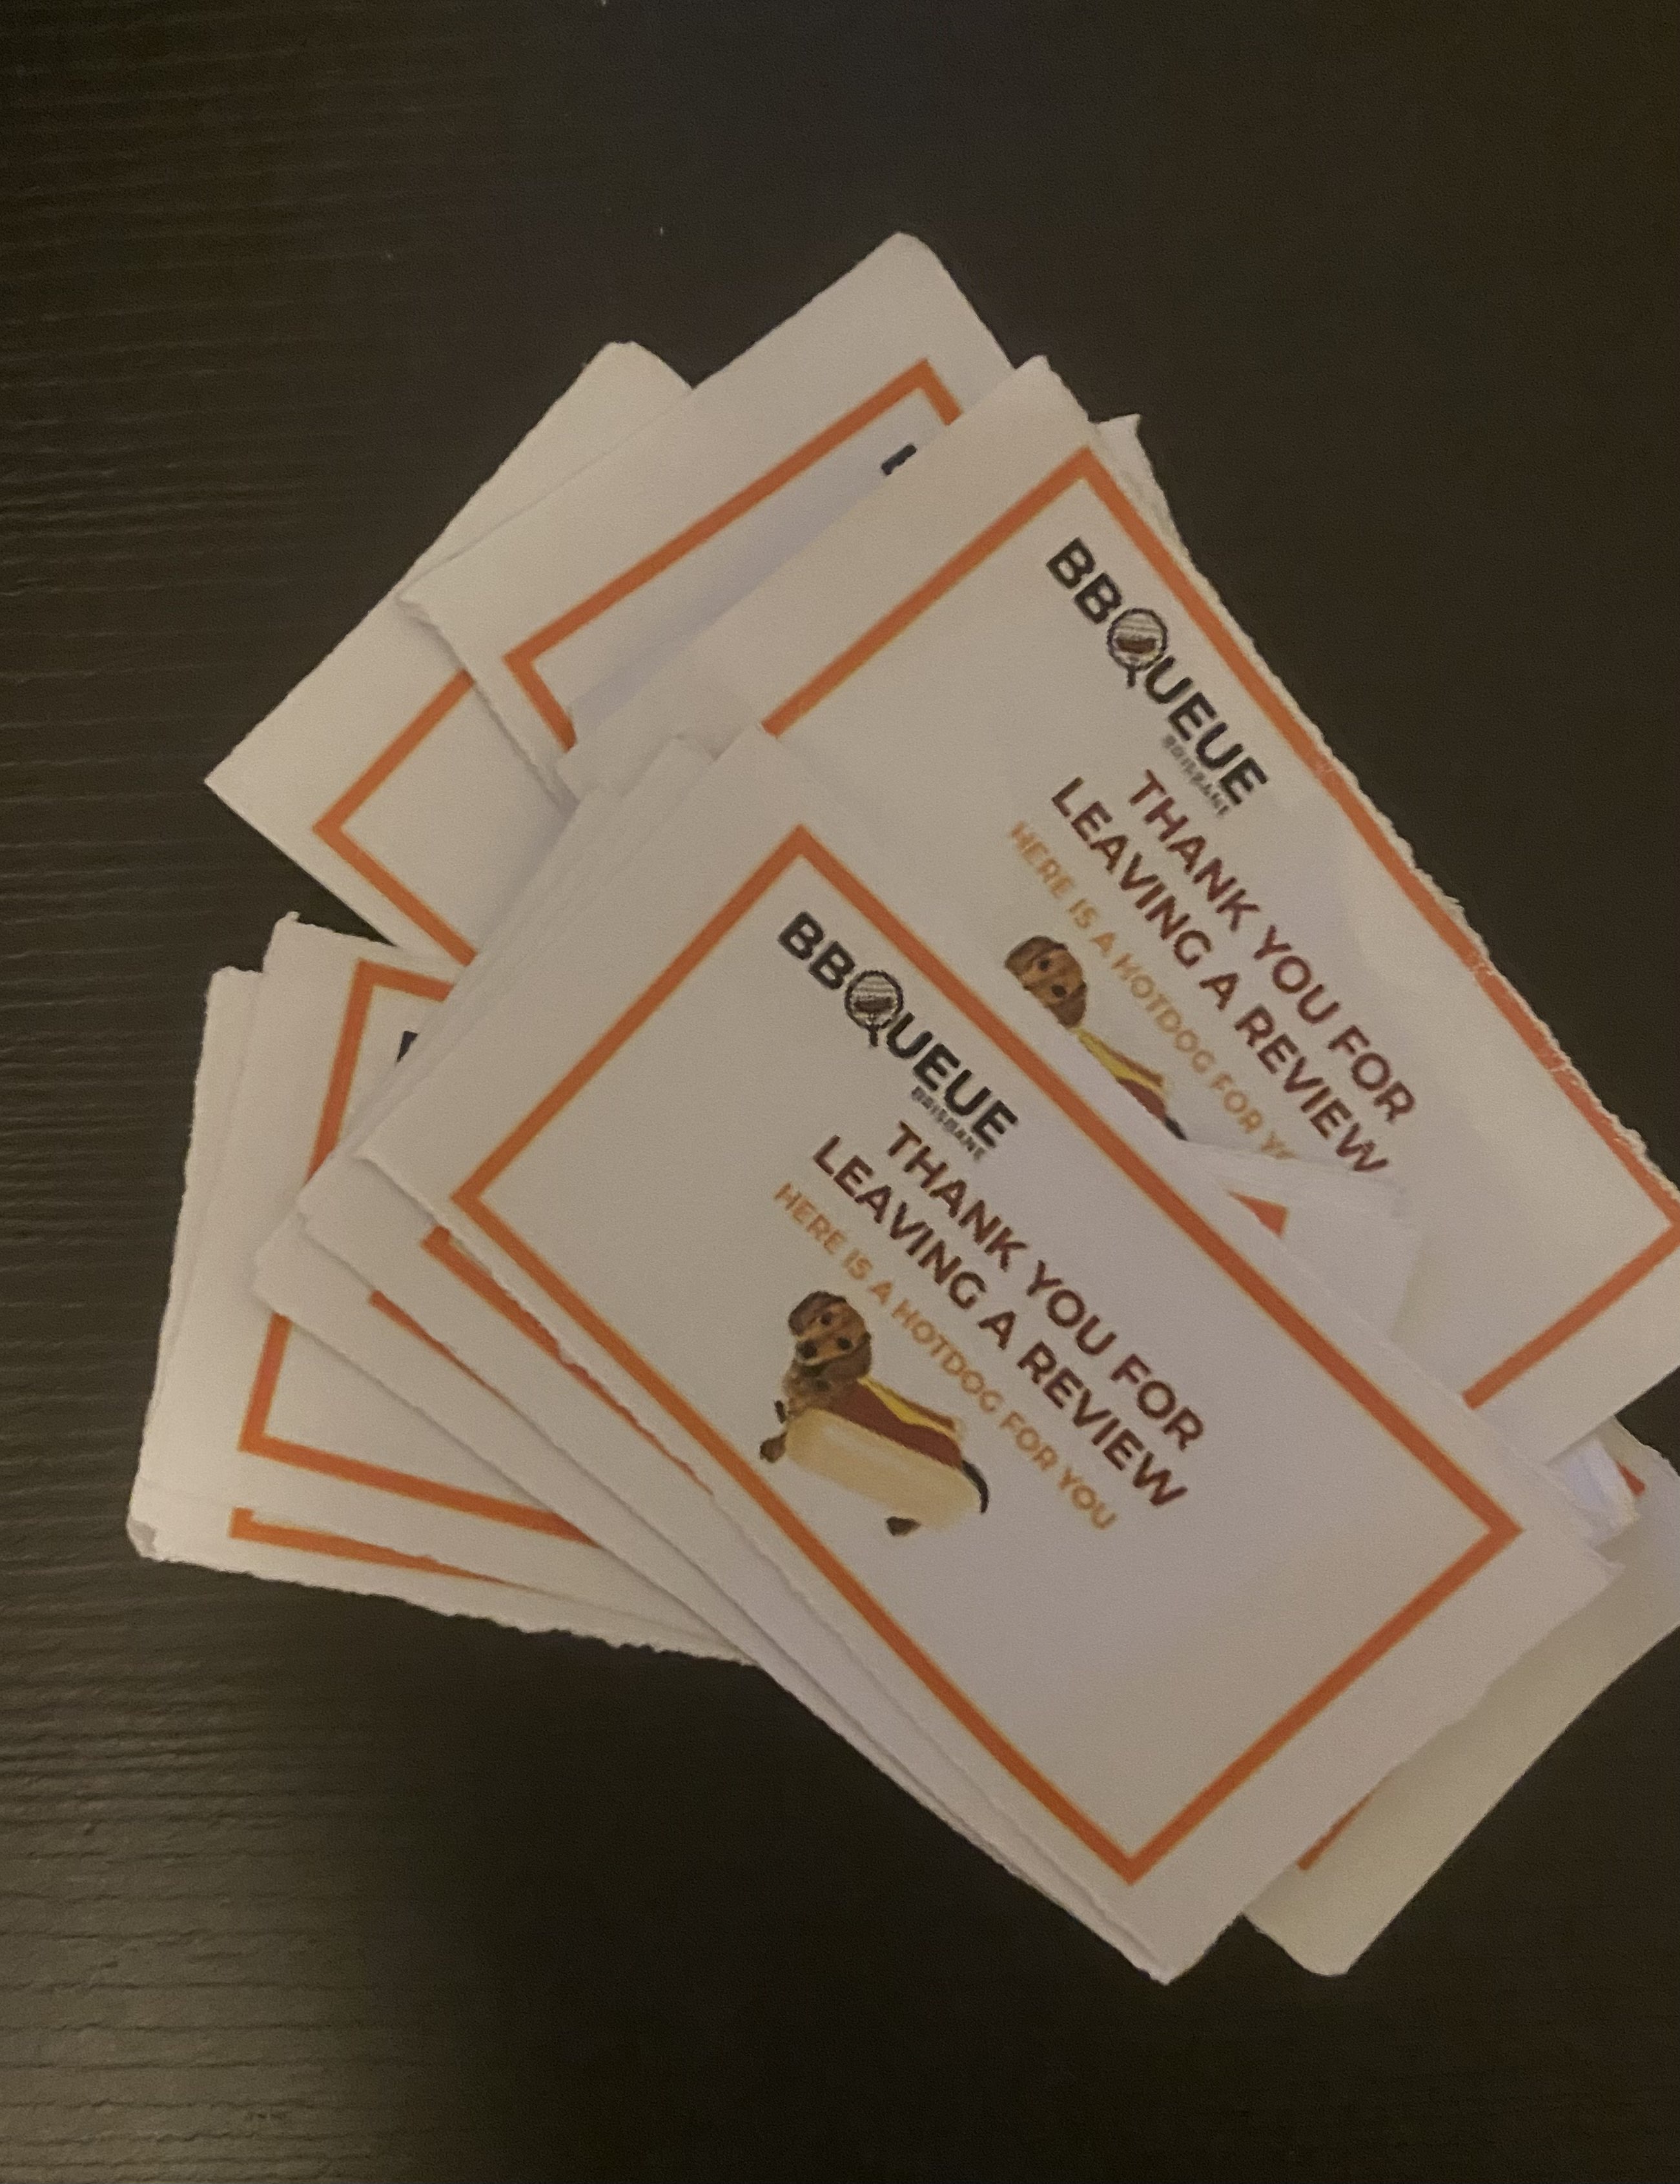 BBQUEUE
BRISBANE
THANK YOU FOR
LEAVING A REVIEW
HERE IS A HOTDOG FOR
BBQUEUE
BRISBANE
THANK YOU FOR
LEAVING A REVIEW
HERE IS A HOTDOG FOR YOU